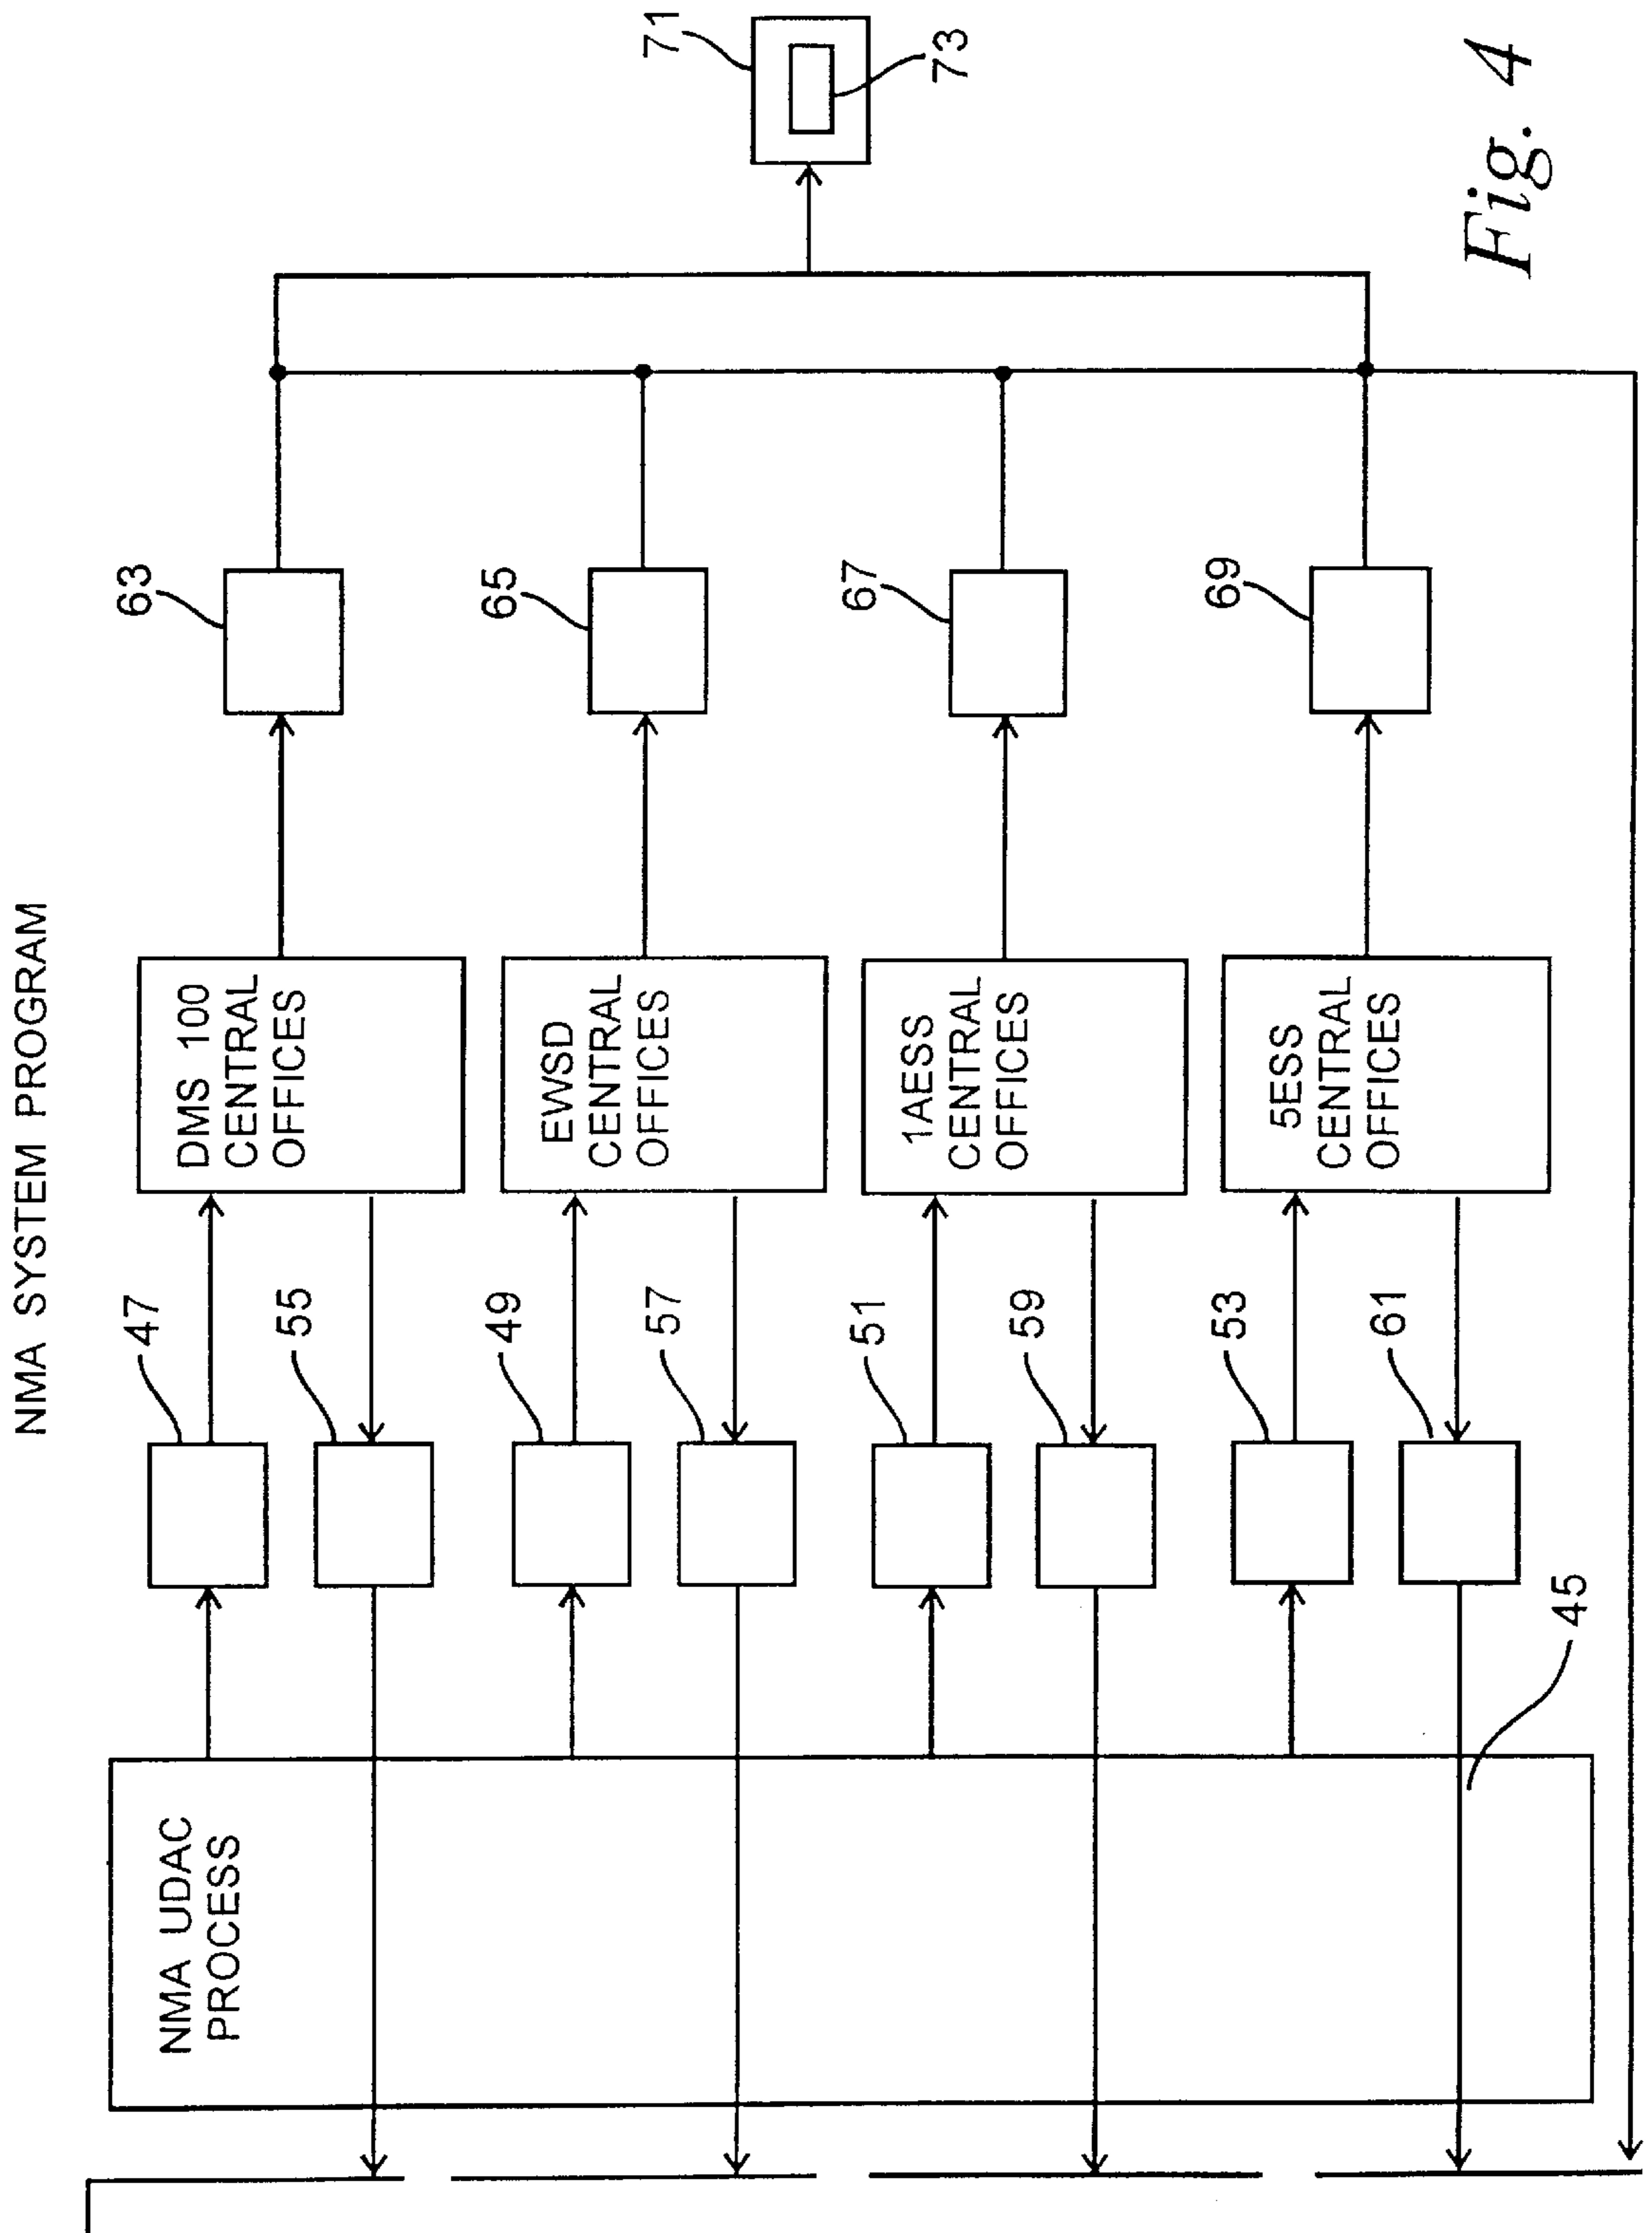 NMA SYSTEM PROGRAM
NMA UDAC
PROCESS
45
47
55
49
57
51
59
53
61
DMS 100
CENTRAL
OFFICES
EWSD
CENTRAL
OFFICES
1AESS
CENTRAL
OFFICES
5ESS
CENTRAL
OFFICES
63
65
67
69
71
73
Fig. 4